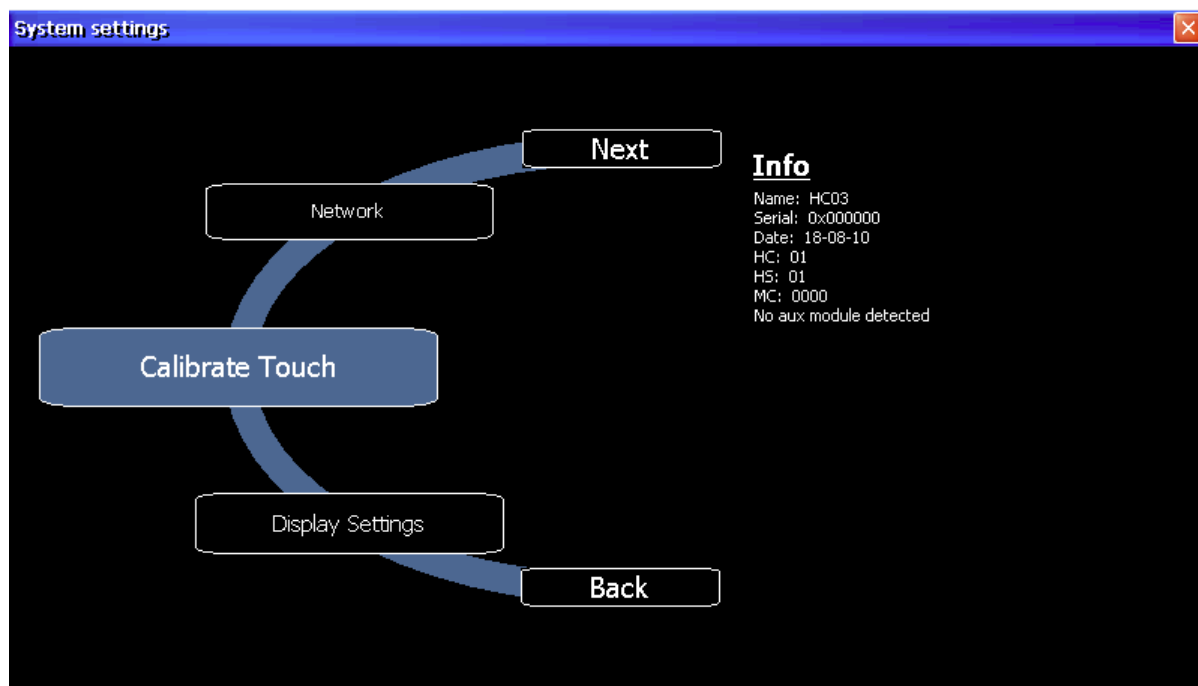 System settings
Next
Network
Calibrate Touch
Display Settings
Back
Info
Name: HC03
Serial: 0x000000
Date: 18-08-10
HC: 01
HS: 01
MC: 0000
No aux module detected